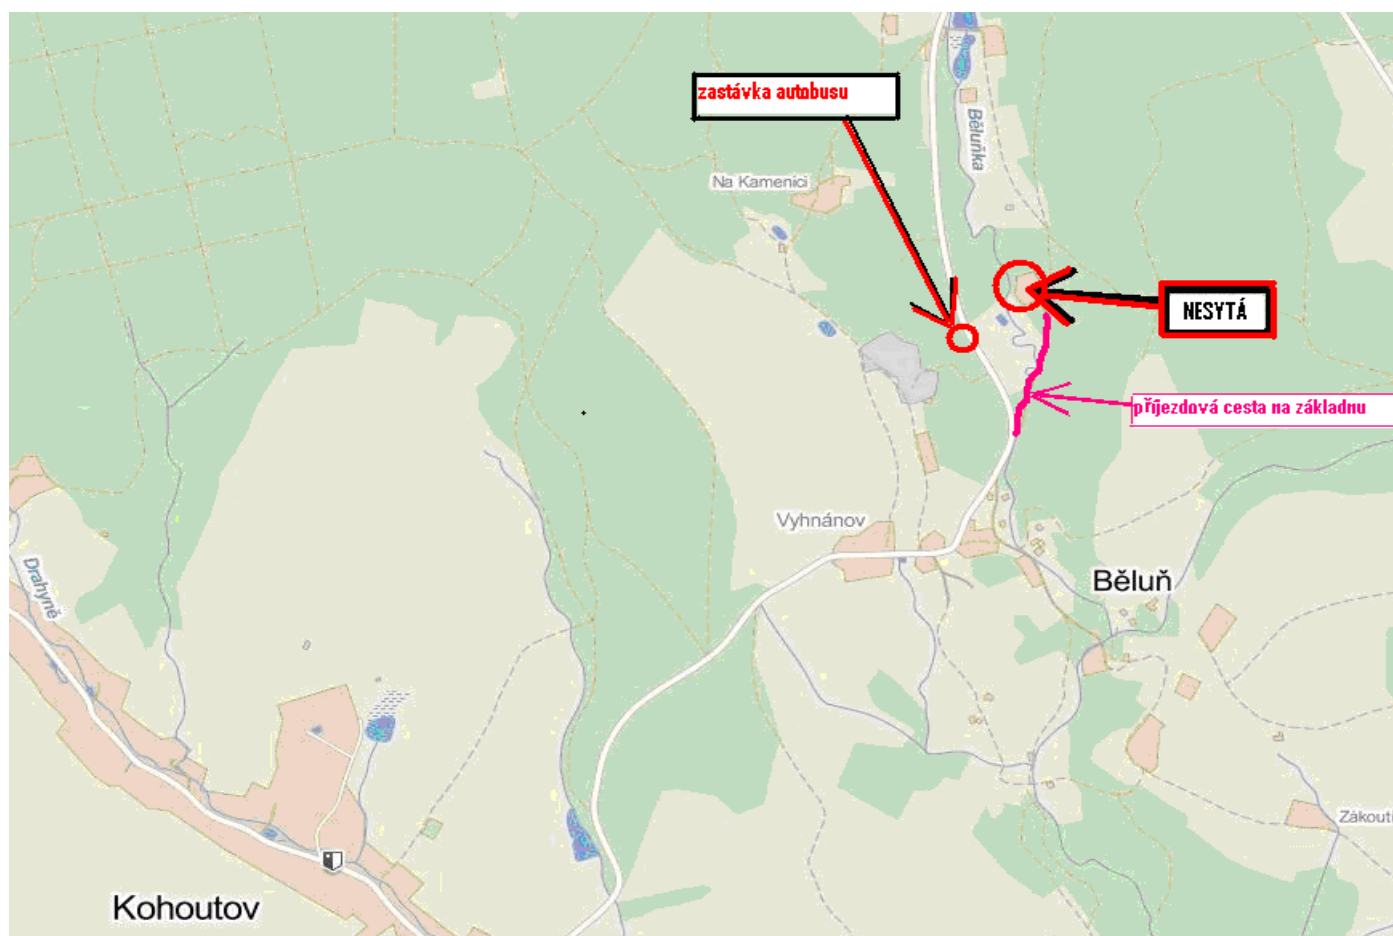 zastávka autobusu
Běluňka
Na Kamenici
NESYTÁ
příjezdová cesta na základnu
Vyhnánov
Drahyně
Běluň
Zákoutí
Kohoutov